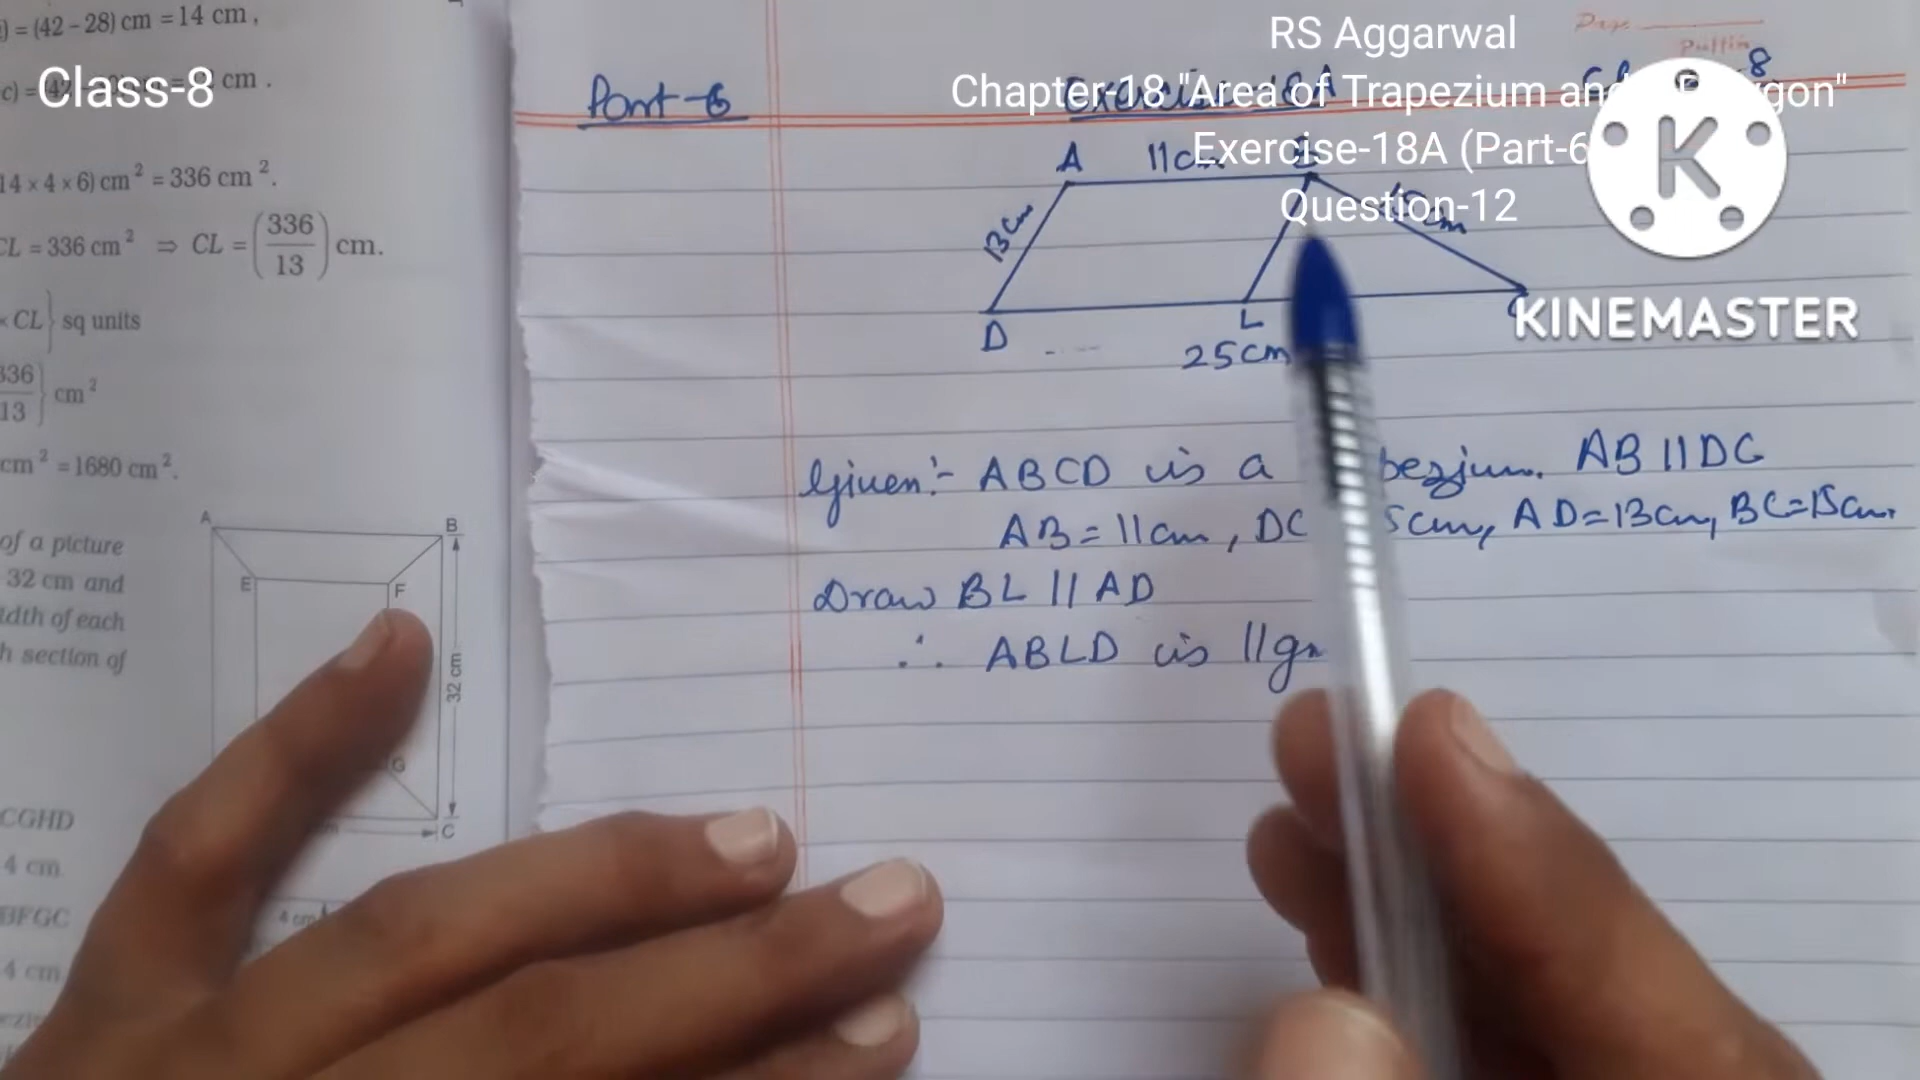 ) = (42 – 28) cm = 14 cm ,
c) =
cm .
14 × 4 × 6) cm² = 336 cm².
CL = 336 cm² ⇒ CL = (336/13) cm.
× CL} sq units
336/13} cm²
cm² = 1680 cm².
of a picture
32 cm and
idth of each
h section of
A
B
E
F
32 cm
G
C
CGHD
4 cm
BFGC
4 cm
4 cm
Class-8
RS Aggarwal
Chapter-18 "Area of Trapezium and
Exercise-18A (Part-6
Question-12
KINEMASTER
K
Puffin
Part-6
8
A 11cm
13cm
D L
25cm
Given:- ABCD is a AB || DC
AB = 11cm, DC 5cm, AD=13cm, BC=15cm.
Draw BL || AD
∴ ABLD is ||gm